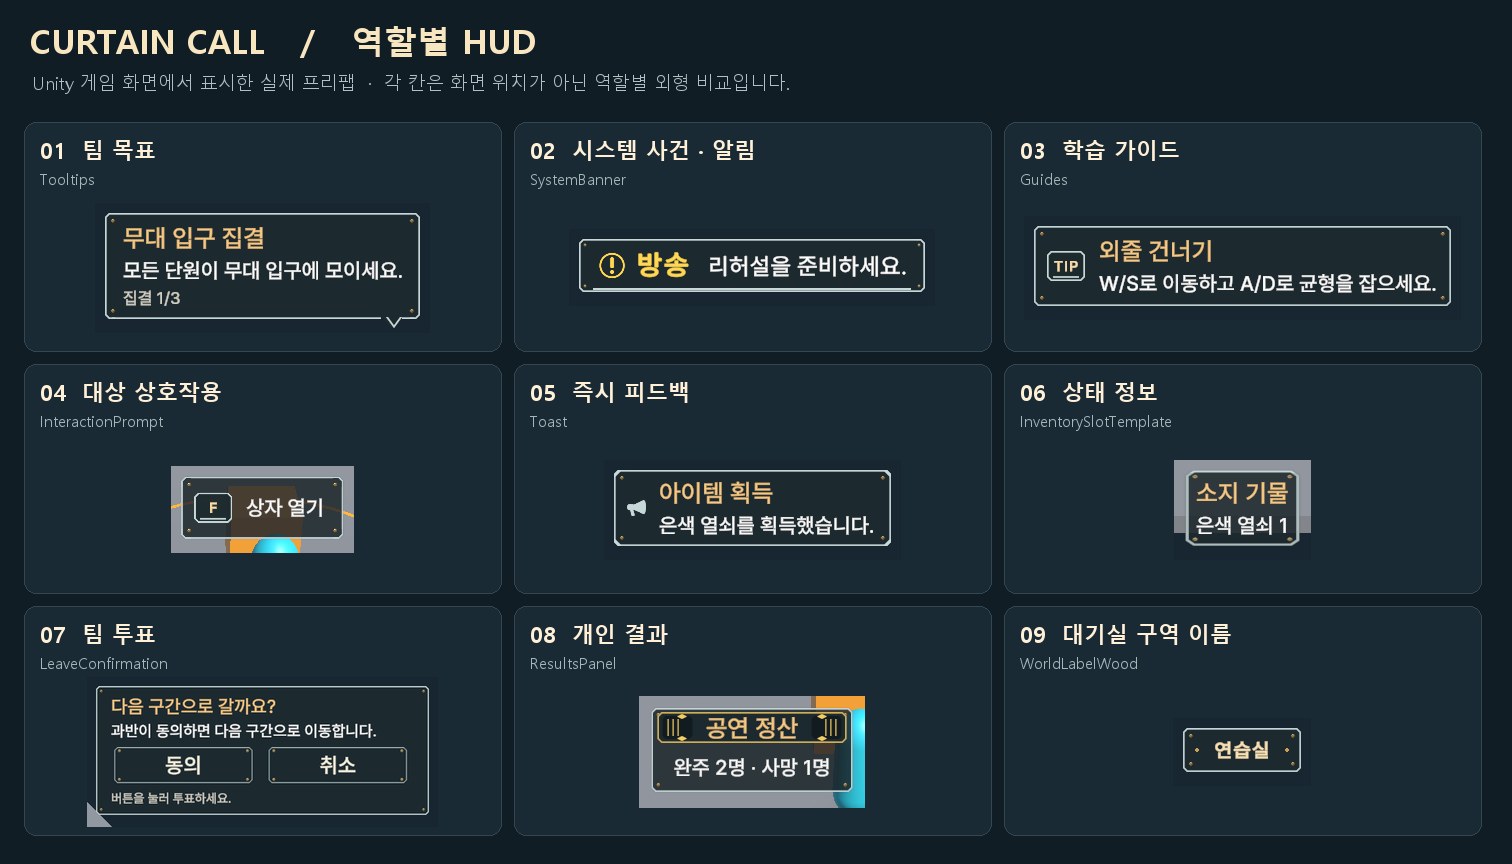 CURTAIN CALL / 역할별 HUD
Unity 게임 화면에서 표시한 실제 프리팹 · 각 칸은 화면 위치가 아닌 역할별 외형 비교입니다.
01 팀 목표
Tooltips
무대 입구 집결
모든 단원이 무대 입구에 모이세요.
집결 1/3
02 시스템 사건 · 알림
SystemBanner
방송 리허설을 준비하세요.
03 학습 가이드
Guides
TIP
외줄 건너기
W/S로 이동하고 A/D로 균형을 잡으세요.
04 대상 상호작용
InteractionPrompt
F 상자 열기
05 즉시 피드백
Toast
아이템 획득
은색 열쇠를 획득했습니다.
06 상태 정보
InventorySlotTemplate
소지 기물
은색 열쇠 1
07 팀 투표
LeaveConfirmation
다음 구간으로 갈까요?
과반이 동의하면 다음 구간으로 이동합니다.
동의 취소
버튼을 눌러 투표하세요.
08 개인 결과
ResultsPanel
공연 정산
완주 2명 · 사망 1명
09 대기실 구역 이름
WorldLabelWood
연습실